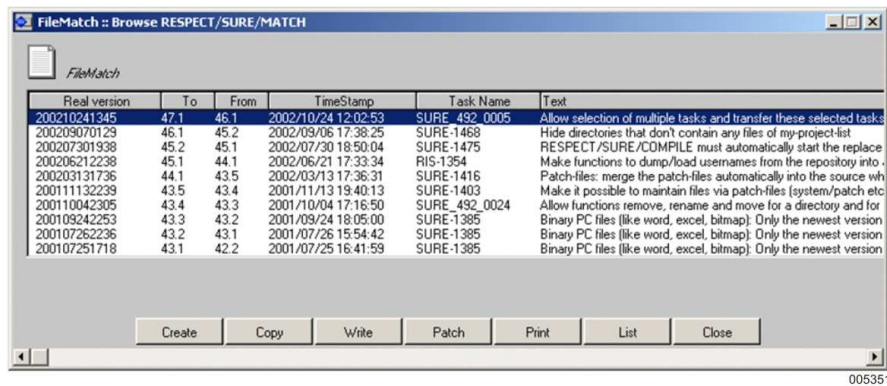 FileMatch :: Browse RESPECT/SURE/MATCH
FileMatch
Real version To From TimeStamp Task Name Text
200210241345 47.1 46.1 2002/10/24 12:02:53 SURE_492_0005 Allow selection of multiple tasks and transfer these selected tasks
200209070129 46.1 45.2 2002/09/06 17:38:25 SURE-1468 Hide directories that don't contain any files of my-project-list
200207301938 45.2 45.1 2002/07/30 18:50:04 SURE-1475 RESPECT/SURE/COMPILE must automatically start the replace
200206212238 45.1 44.1 2002/06/21 17:33:34 RIS-1354 Make functions to dump/load usernames from the repository into
200203131736 44.1 43.5 2002/03/13 17:36:31 SURE-1416 Patch-files: merge the patch-files automatically into the source wh
200111132239 43.5 43.4 2001/11/13 19:40:13 SURE-1403 Make it possible to maintain files via patch-files (system/patch etc
200110042305 43.4 43.3 2001/10/04 17:16:50 SURE_492_0024 Allow functions remove, rename and move for a directory and for
200109242253 43.3 43.2 2001/09/24 18:05:00 SURE-1385 Binary PC files (like word, excel, bitmap): Only the newest version
200107262236 43.2 43.1 2001/07/26 15:54:42 SURE-1385 Binary PC files (like word, excel, bitmap): Only the newest version
200107251718 43.1 42.2 2001/07/25 16:41:59 SURE-1385 Binary PC files (like word, excel, bitmap): Only the newest version
Create Copy Write Patch Print List Close
005351